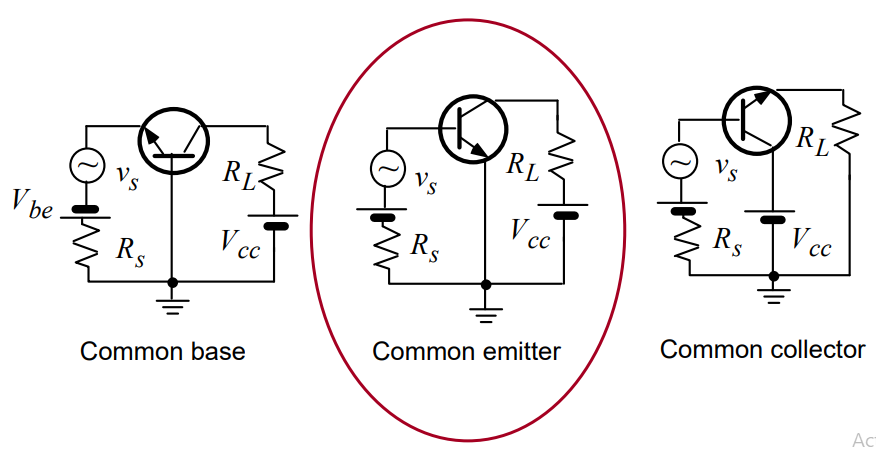 V_be
v_s
R_s
R_L
V_cc
Common base
v_s
R_s
R_L
V_cc
Common emitter
v_s
R_s
R_L
V_cc
Common collector
Ac